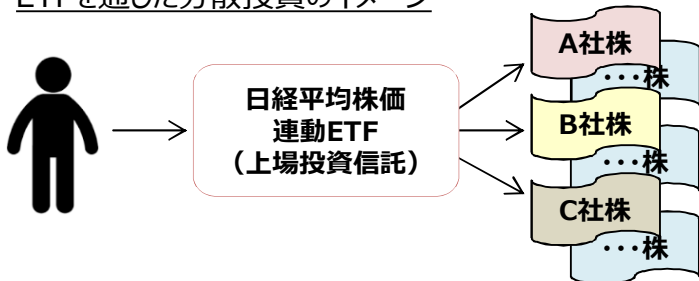 ETFを通じた分散投資のイメージ
日経平均株価
連動ETF
（上場投資信託）
A社株
･･･株
B社株
･･･株
C社株
･･･株